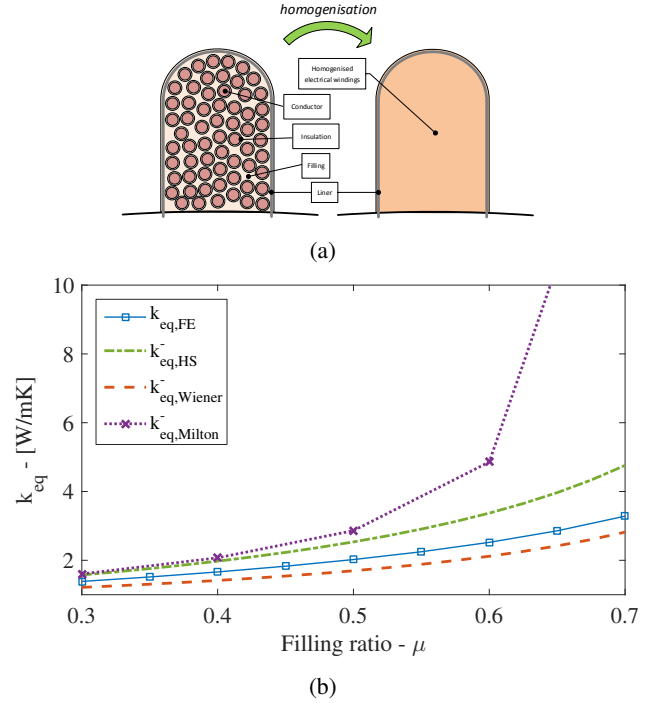 homogenisation
Homogenised
electrical windings
Conductor
Insulation
Filling
Liner
(a)
10
8
6
4
2
k_eq - [W/mK]
k_eq,FE
k^-_eq,HS
k^-_eq,Wiener
k^-_eq,Milton
0.3 0.4 0.5 0.6 0.7
Filling ratio - μ
(b)